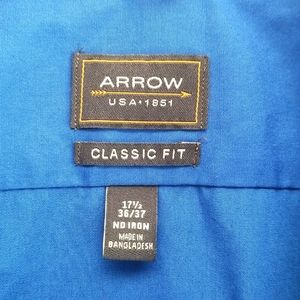 ARROW
USA•1851
CLASSIC FIT
17½
36/37
NO IRON
MADE IN
BANGLADESH